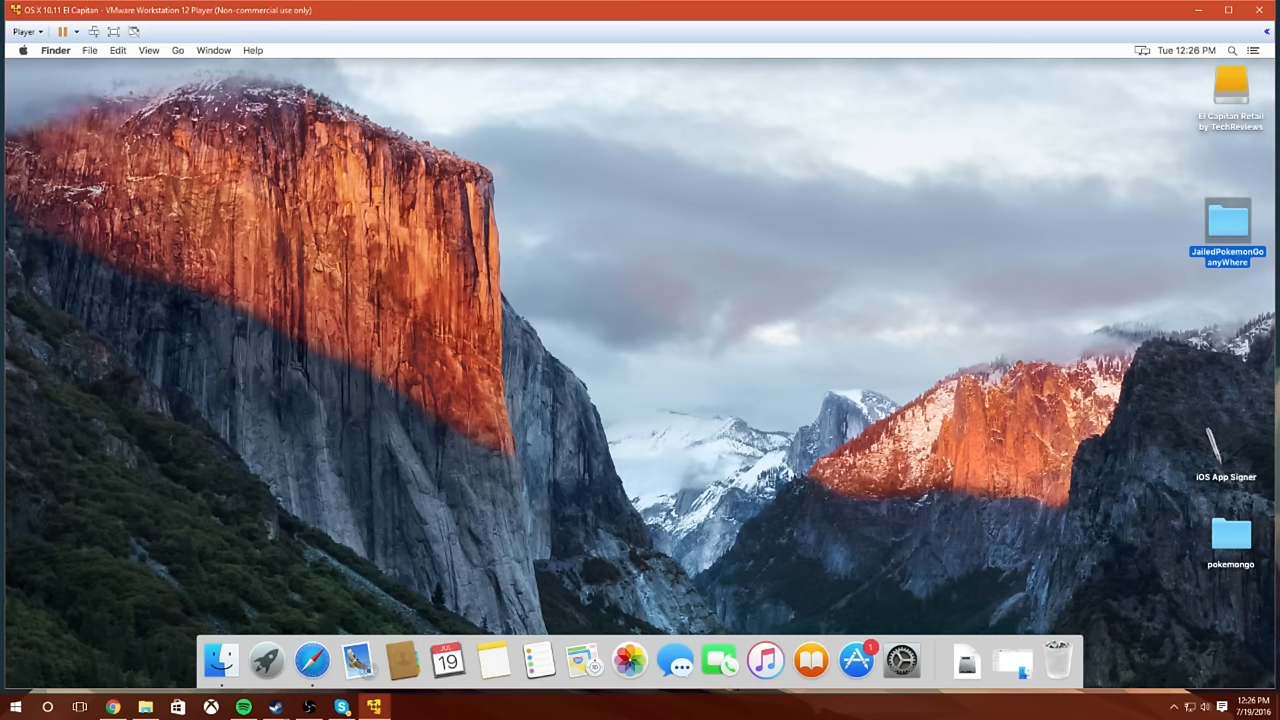 OS X 10.11 El Capitan - VMware Workstation 12 Player (Non-commercial use only)
Player
Finder File Edit View Go Window Help
Tue 12:26 PM
El Capitan Retail
by TechReviews
JailedPokemonGo
anyWhere
iOS App Signer
pokemongo
JUL
19
3D
1
12:26 PM
7/19/2016